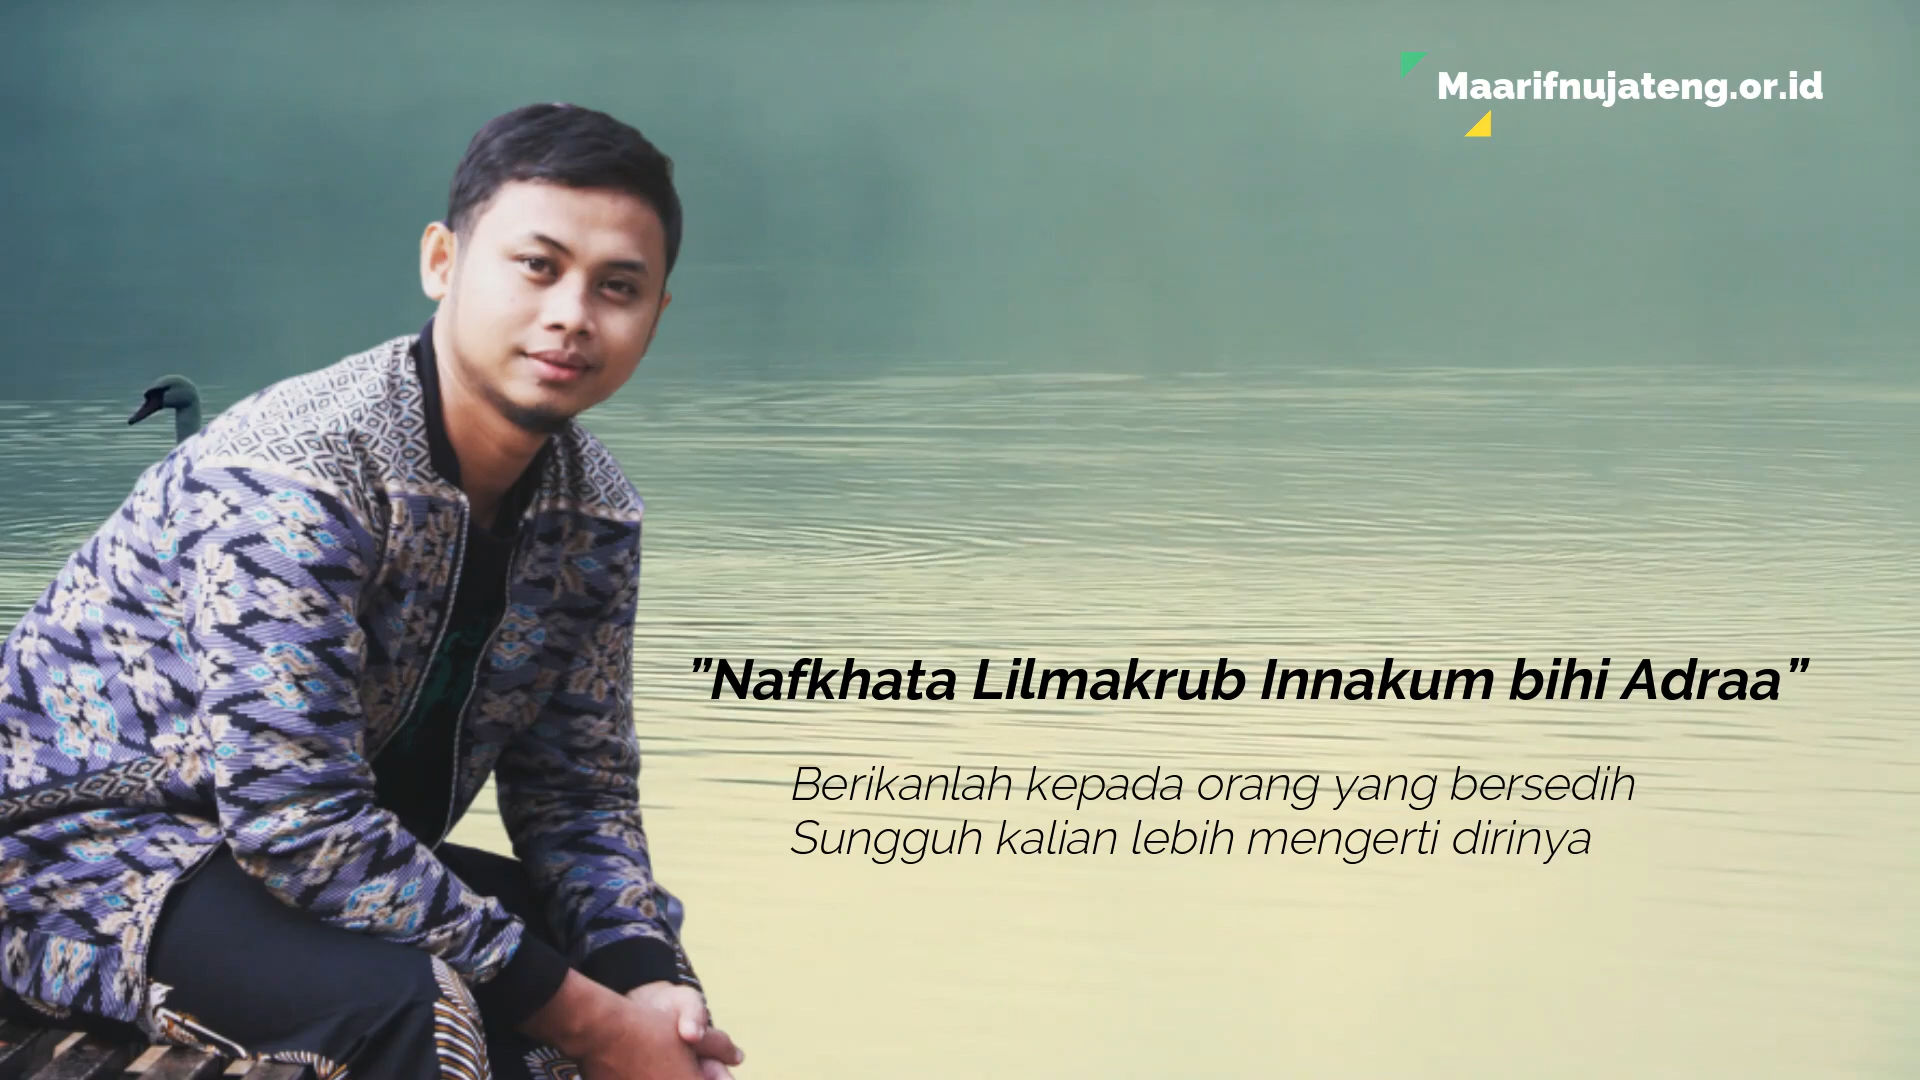 Maarifnujateng.or.id
”Nafkhata Lilmakrub Innakum bihi Adraa”
Berikanlah kepada orang yang bersedih
Sungguh kalian lebih mengerti dirinya